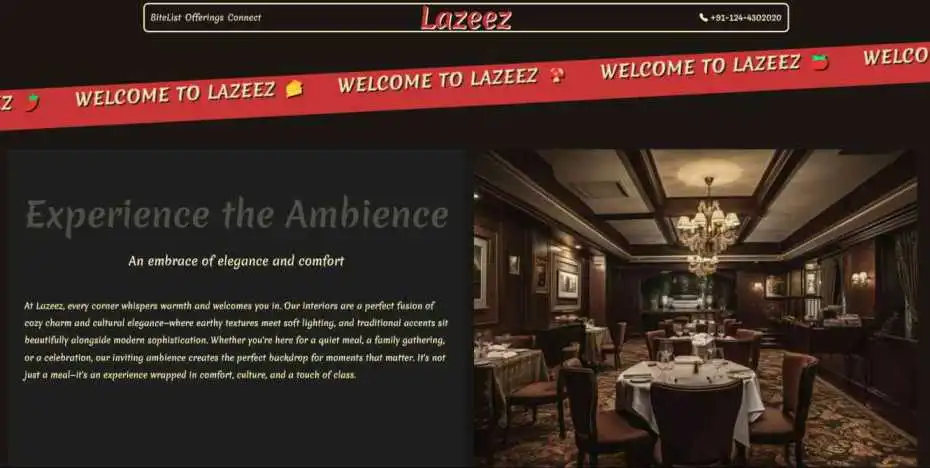 BiteList Offerings Connect
Lazeez
+91-124-4302020
EZ WELCOME TO LAZEEZ WELCOME TO LAZEEZ WELCOME TO LAZEEZ WELCO
Experience the Ambience
An embrace of elegance and comfort
At Lazeez, every corner whispers warmth and welcomes you in. Our interiors are a perfect fusion of
cozy charm and cultural elegance—where earthy textures meet soft lighting, and traditional accents sit
beautifully alongside modern sophistication. Whether you're here for a quiet meal, a family gathering,
or a celebration, our inviting ambience creates the perfect backdrop for moments that matter. It's not
just a meal—it's an experience wrapped in comfort, culture, and a touch of class.